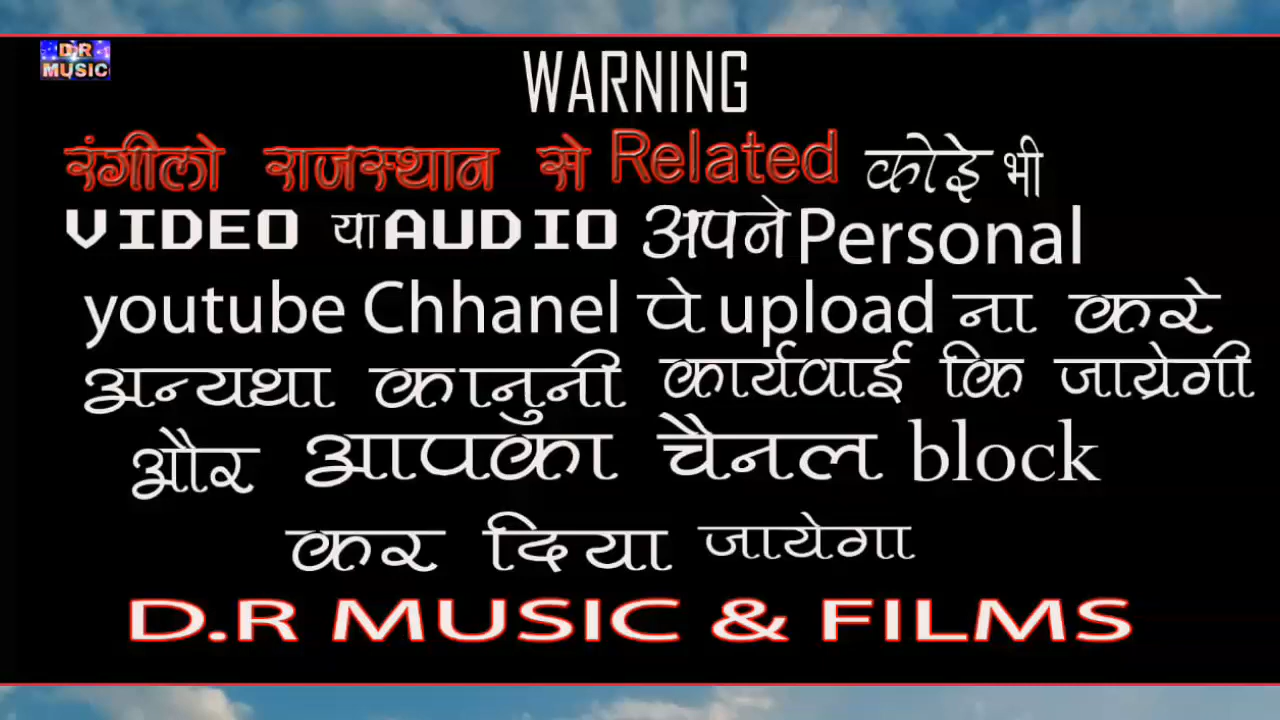 D.R
MUSIC
WARNING
रंगीलो राजस्थान से Related कोइे भी
VIDEO या AUDIO अपने Personal
youtube Chhanel पे upload ना करे
अन्यथा कानुनी कार्यवाई कि जाय्रेगी
और आपका चैनल block
कर दिया जायेगा
D.R MUSIC & FILMS